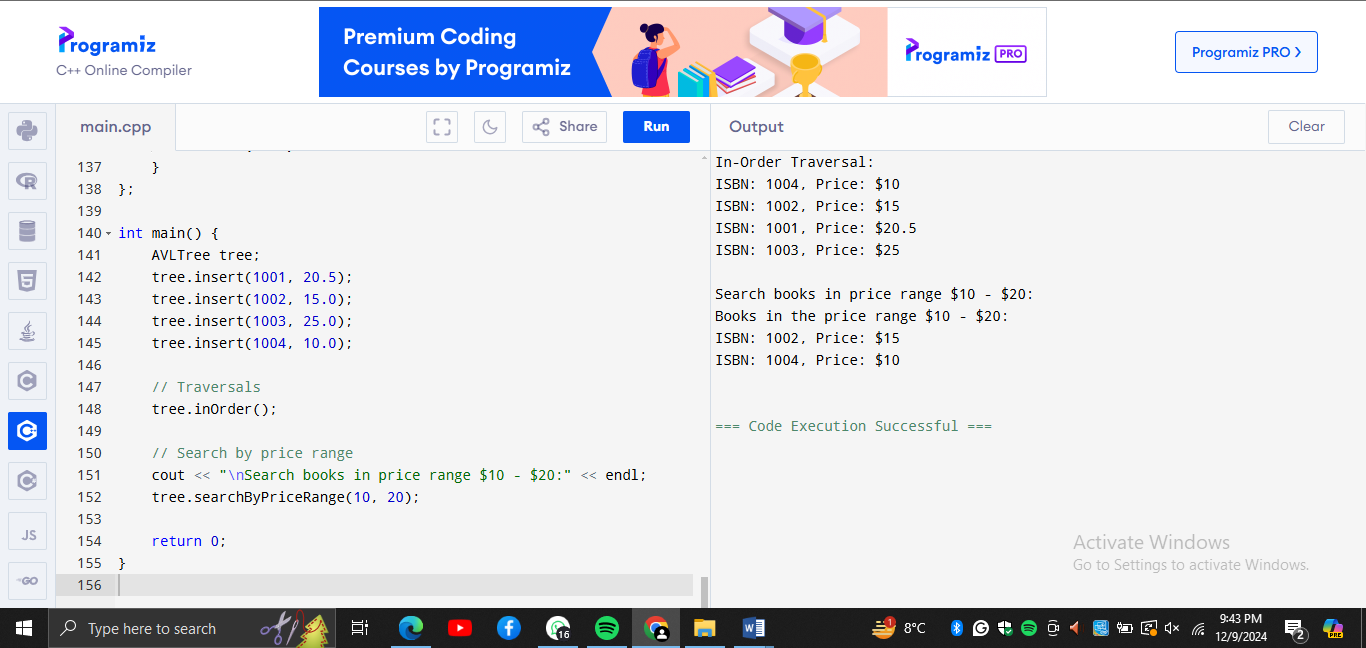 Programiz
C++ Online Compiler
Premium Coding
Courses by Programiz
Programiz PRO
Programiz PRO >
main.cpp
Share
Run
Output
Clear
137 }
138 };
139
140 int main() {
141 AVLTree tree;
142 tree.insert(1001, 20.5);
143 tree.insert(1002, 15.0);
144 tree.insert(1003, 25.0);
145 tree.insert(1004, 10.0);
146
147 // Traversals
148 tree.inOrder();
149
150 // Search by price range
151 cout << "\nSearch books in price range $10 - $20:" << endl;
152 tree.searchByPriceRange(10, 20);
153
154 return 0;
155 }
156
In-Order Traversal:
ISBN: 1004, Price: $10
ISBN: 1002, Price: $15
ISBN: 1001, Price: $20.5
ISBN: 1003, Price: $25
Search books in price range $10 - $20:
Books in the price range $10 - $20:
ISBN: 1002, Price: $15
ISBN: 1004, Price: $10
=== Code Execution Successful ===
JS
GO
Activate Windows
Go to Settings to activate Windows.
Type here to search
16
1
8°C
9:43 PM
12/9/2024
2
PRE